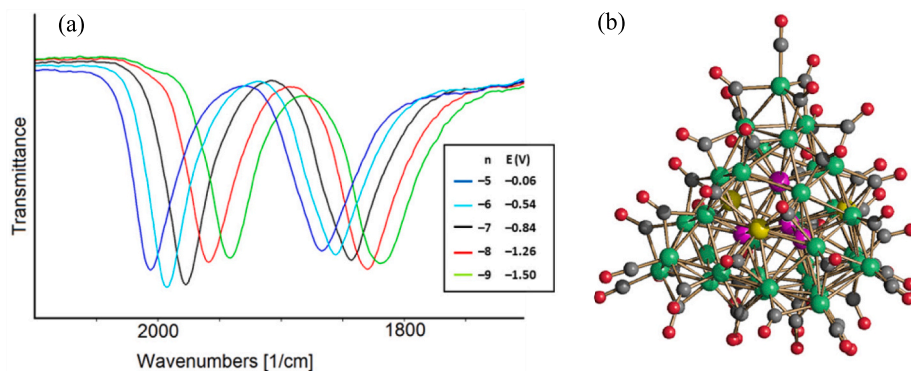 (a)
(b)
Transmittance
n E (V)
–5 –0.06
–6 –0.54
–7 –0.84
–8 –1.26
–9 –1.50
2000 1800
Wavenumbers [1/cm]